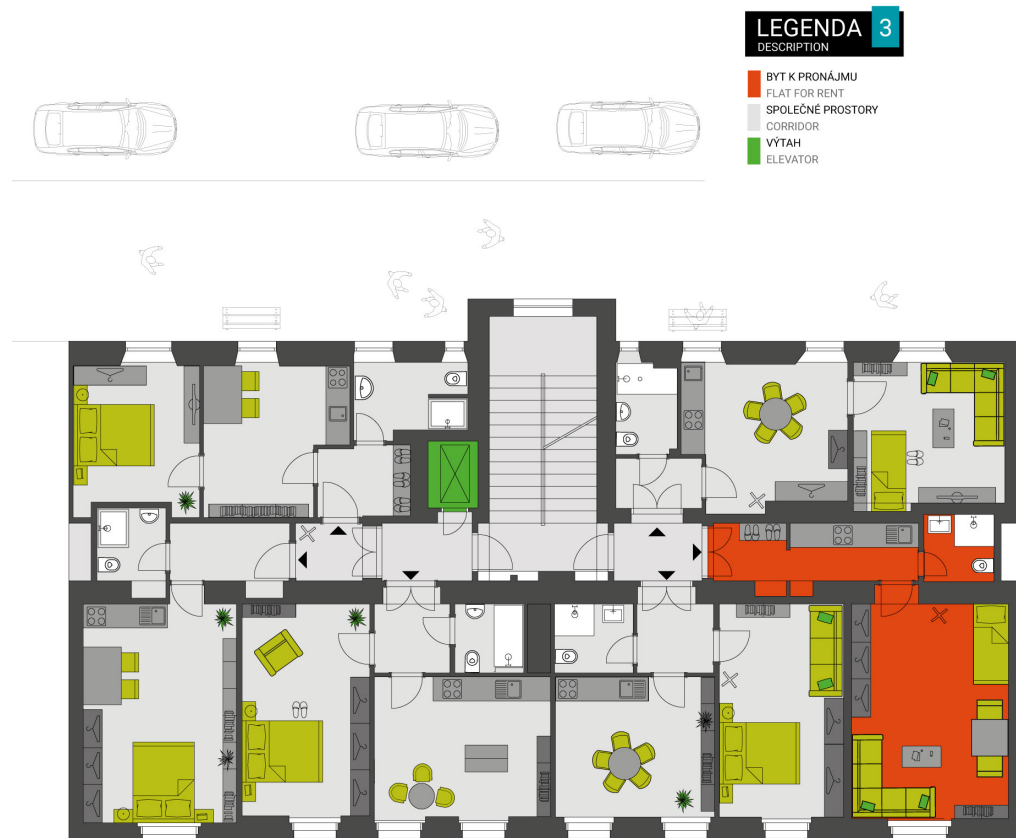 LEGENDA 3
DESCRIPTION
BYT K PRONÁJMU
FLAT FOR RENT
SPOLEČNÉ PROSTORY
CORRIDOR
VÝTAH
ELEVATOR